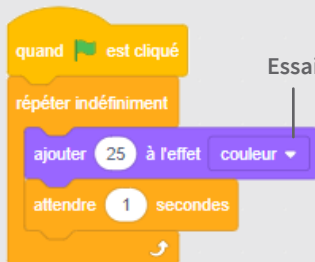 quand est cliqué
Essai
répéter indéfiniment
ajouter 25 à l'effet couleur
attendre 1 secondes